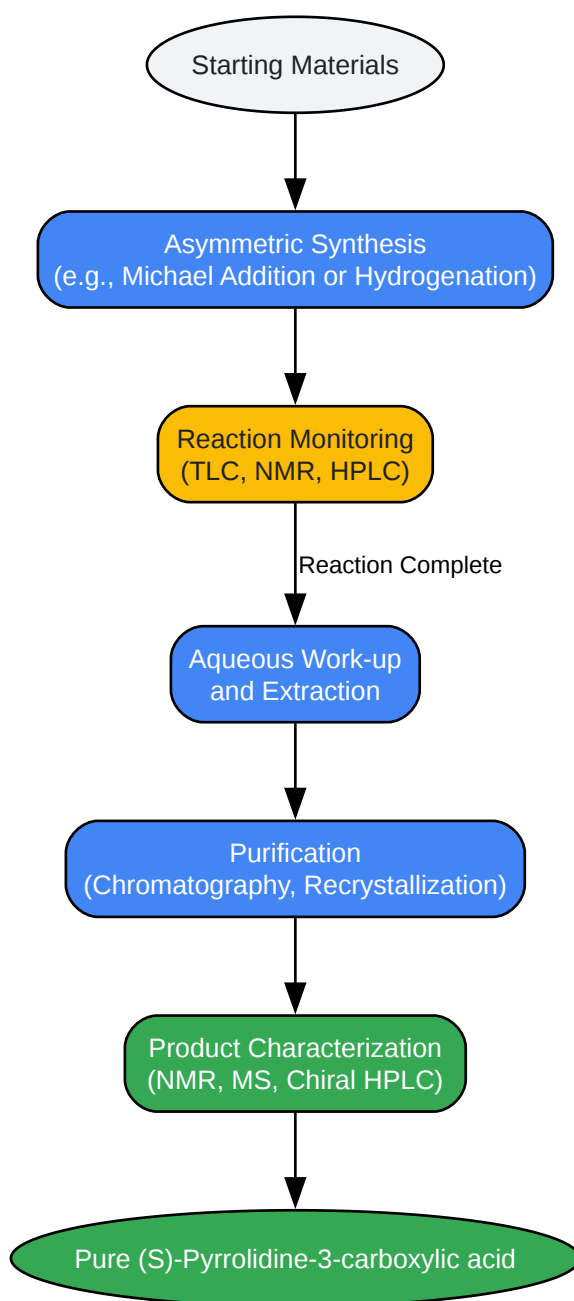 Starting Materials
Asymmetric Synthesis
(e.g., Michael Addition or Hydrogenation)
Reaction Monitoring
(TLC, NMR, HPLC)
Reaction Complete
Aqueous Work-up
and Extraction
Purification
(Chromatography, Recrystallization)
Product Characterization
(NMR, MS, Chiral HPLC)
Pure (S)-Pyrrolidine-3-carboxylic acid